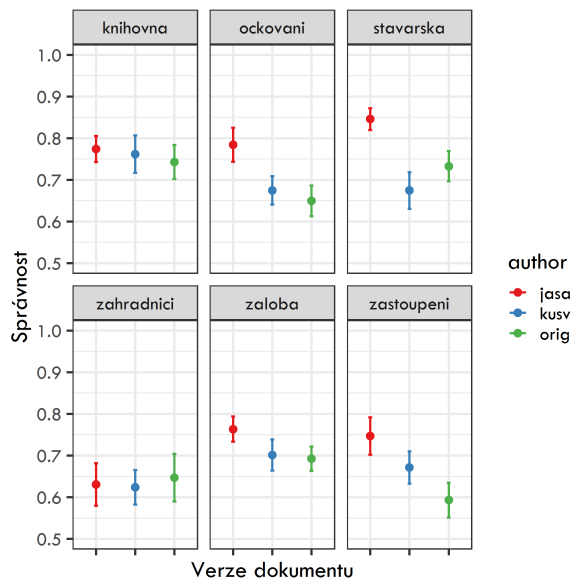 knihovna ockovani stavarska
1.0
0.9
0.8
0.7
0.6
0.5
zahradnici zaloba zastoupeni
1.0
0.9
0.8
0.7
0.6
0.5
Správnost
Verze dokumentu
author
jasa
kusv
orig